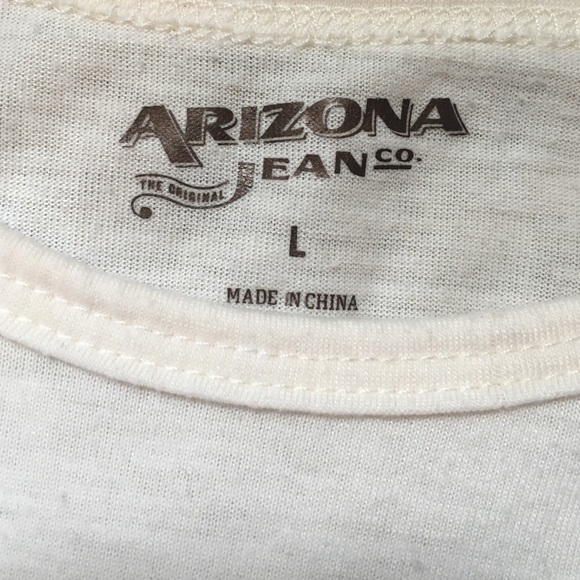 ARIZONA
JEAN CO.
THE ORIGINAL
L
MADE IN CHINA